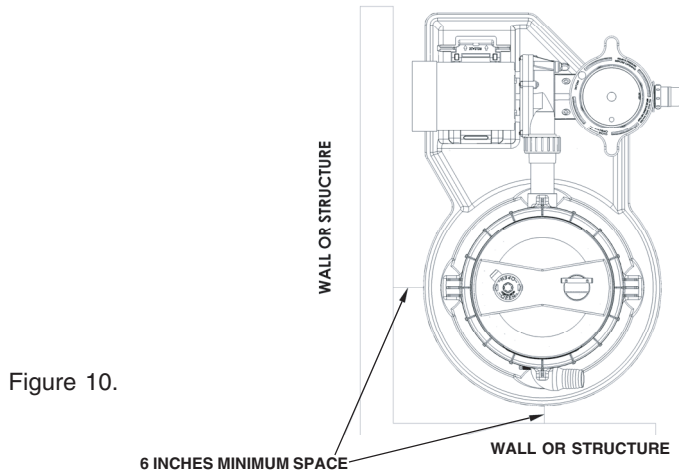 WALL OR STRUCTURE
Figure 10.
6 INCHES MINIMUM SPACE
WALL OR STRUCTURE